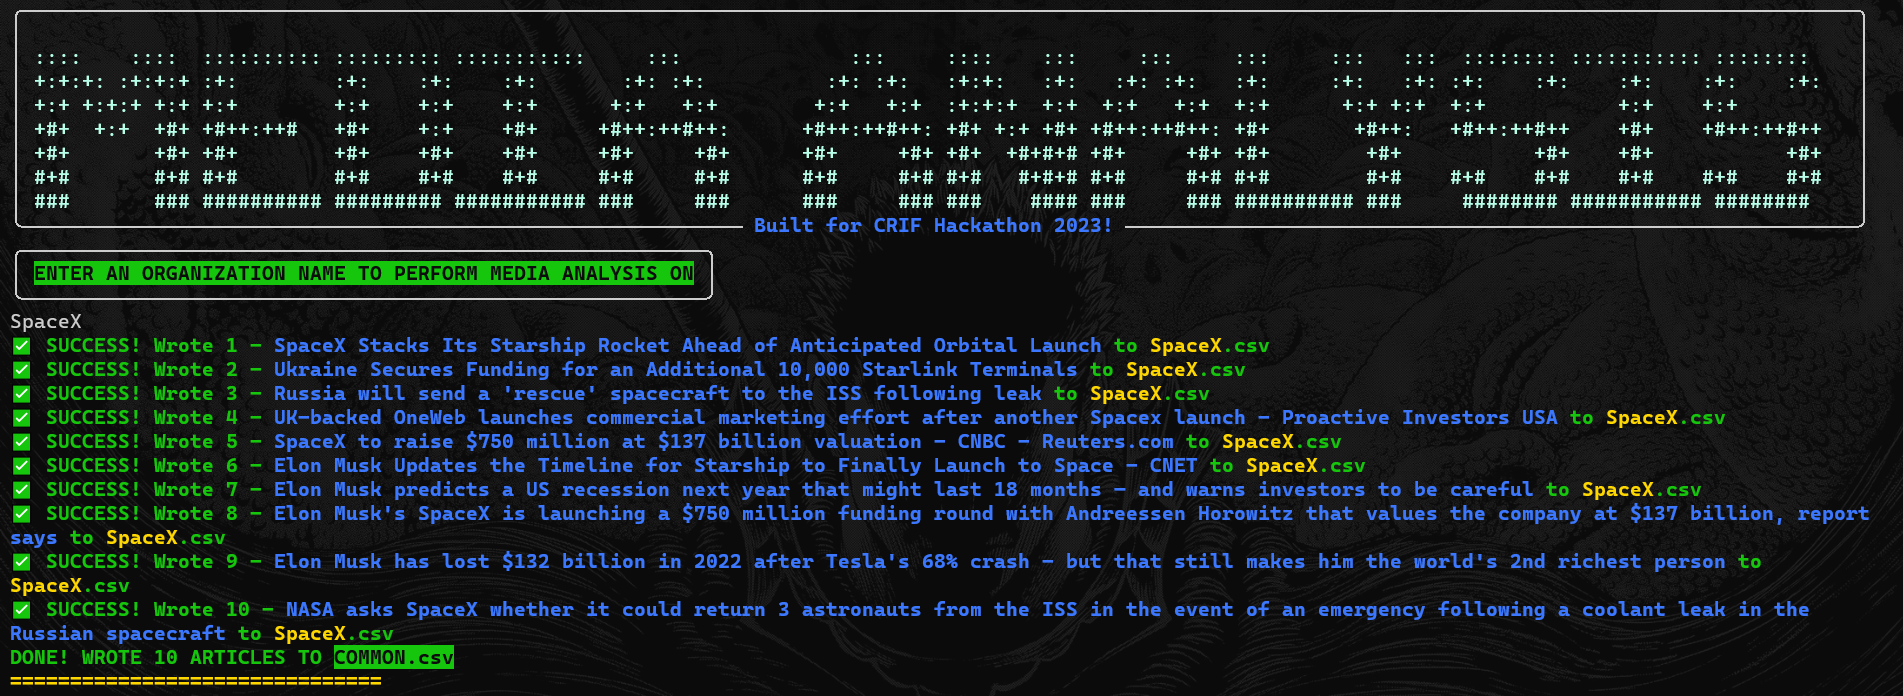 MEDIA ANALYSIS
Built for CRIF Hackathon 2023!
ENTER AN ORGANIZATION NAME TO PERFORM MEDIA ANALYSIS ON
SpaceX
✅ SUCCESS! Wrote 1 - SpaceX Stacks Its Starship Rocket Ahead of Anticipated Orbital Launch to SpaceX.csv
✅ SUCCESS! Wrote 2 - Ukraine Secures Funding for an Additional 10,000 Starlink Terminals to SpaceX.csv
✅ SUCCESS! Wrote 3 - Russia will send a 'rescue' spacecraft to the ISS following leak to SpaceX.csv
✅ SUCCESS! Wrote 4 - UK-backed OneWeb launches commercial marketing effort after another Spacex launch - Proactive Investors USA to SpaceX.csv
✅ SUCCESS! Wrote 5 - SpaceX to raise $750 million at $137 billion valuation - CNBC - Reuters.com to SpaceX.csv
✅ SUCCESS! Wrote 6 - Elon Musk Updates the Timeline for Starship to Finally Launch to Space - CNET to SpaceX.csv
✅ SUCCESS! Wrote 7 - Elon Musk predicts a US recession next year that might last 18 months — and warns investors to be careful to SpaceX.csv
✅ SUCCESS! Wrote 8 - Elon Musk's SpaceX is launching a $750 million funding round with Andreessen Horowitz that values the company at $137 billion, report
says to SpaceX.csv
✅ SUCCESS! Wrote 9 - Elon Musk has lost $132 billion in 2022 after Tesla's 68% crash — but that still makes him the world's 2nd richest person to
SpaceX.csv
✅ SUCCESS! Wrote 10 - NASA asks SpaceX whether it could return 3 astronauts from the ISS in the event of an emergency following a coolant leak in the
Russian spacecraft to SpaceX.csv
DONE! WROTE 10 ARTICLES TO COMMON.csv
===============================